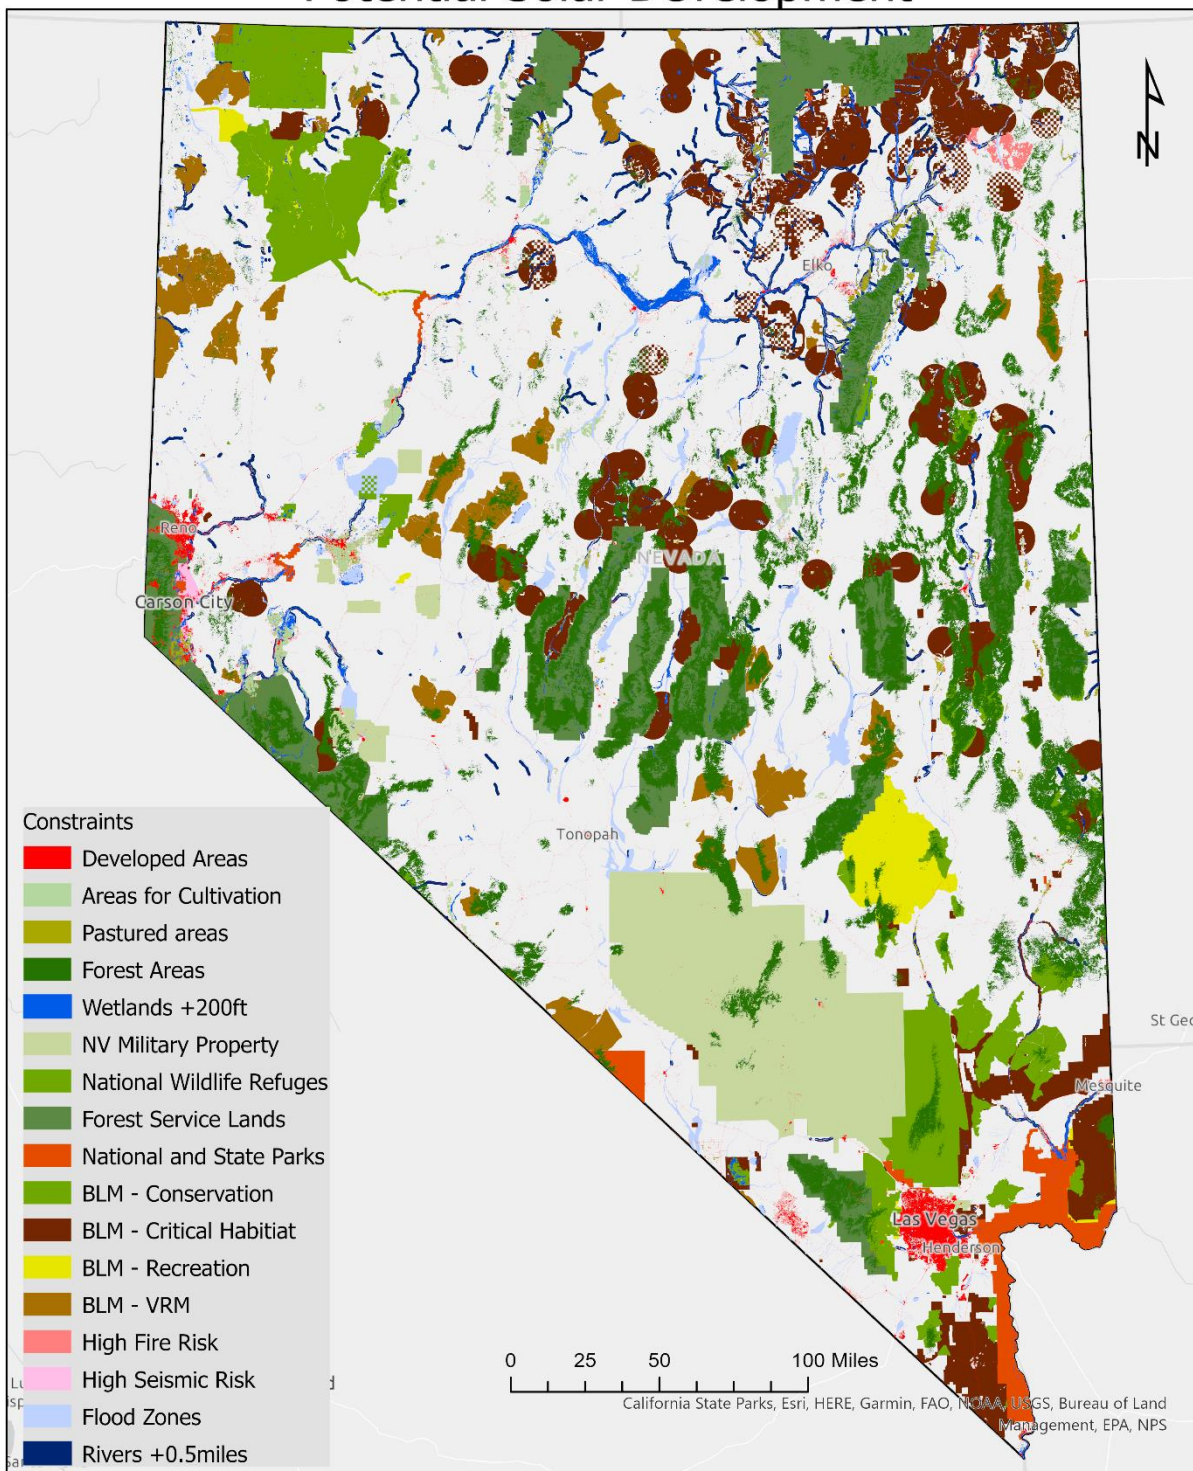 Potential Solar Development
N
Elko
Reno
NEVADA
Carson City
Tonopah
St Geo
Mesquite
Las Vegas
Henderson
Constraints
Developed Areas
Areas for Cultivation
Pastured areas
Forest Areas
Wetlands +200ft
NV Military Property
National Wildlife Refuges
Forest Service Lands
National and State Parks
BLM - Conservation
BLM - Critical Habitiat
BLM - Recreation
BLM - VRM
High Fire Risk
High Seismic Risk
Flood Zones
Rivers +0.5miles
0 25 50 100 Miles
California State Parks, Esri, HERE, Garmin, FAO, NOAA, USGS, Bureau of Land
Management, EPA, NPS